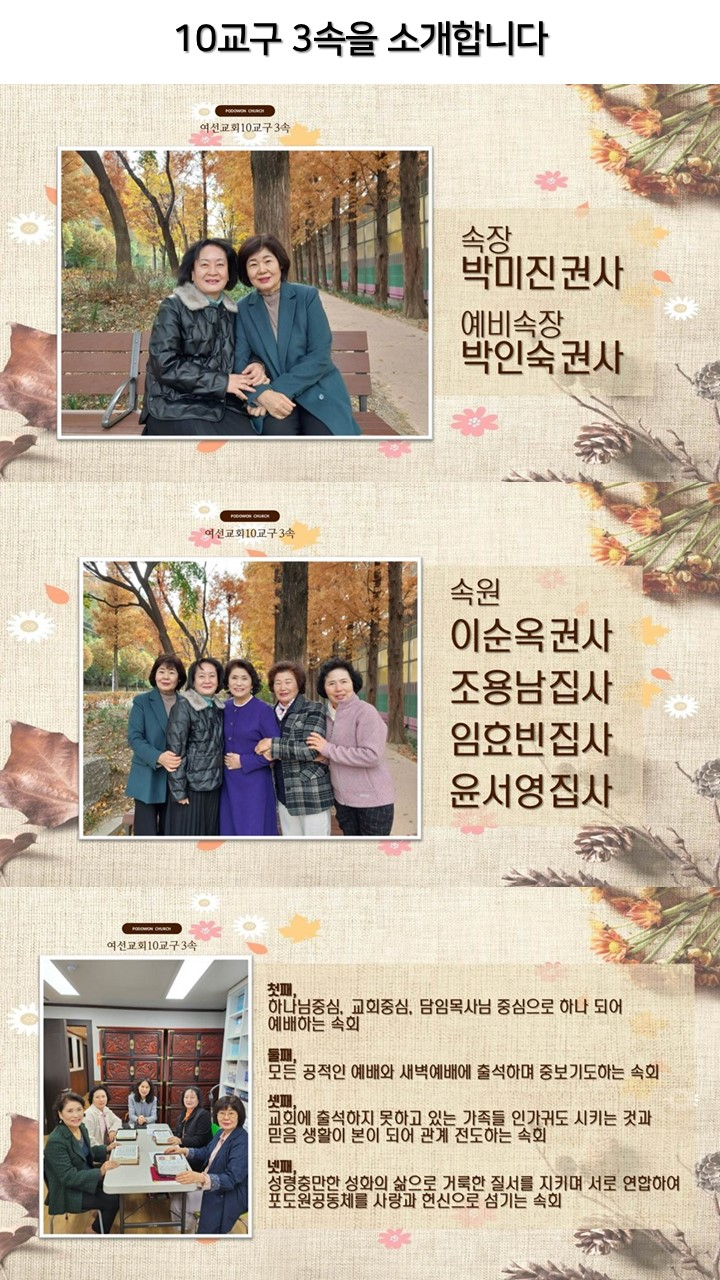 10교구 3속을 소개합니다
PODOWON CHURCH
여선교회10교구 3속
속장
박미진권사
예비속장
박인숙권사
PODOWON CHURCH
여선교회10교구 3속
속원
이순옥권사
조용남집사
임효빈집사
윤서영집사
PODOWON CHURCH
여선교회10교구 3속
첫째,
하나님중심, 교회중심, 담임목사님 중심으로 하나 되어
예배하는 속회
둘째,
모든 공적인 예배와 새벽예배에 출석하며 중보기도하는 속회
셋째,
교회에 출석하지 못하고 있는 가족들 인가귀도 시키는 것과
믿음 생활이 본이 되어 관계 전도하는 속회
넷째,
성령충만한 성화의 삶으로 거룩한 질서를 지키며 서로 연합하여
포도원공동체를 사랑과 헌신으로 섬기는 속회